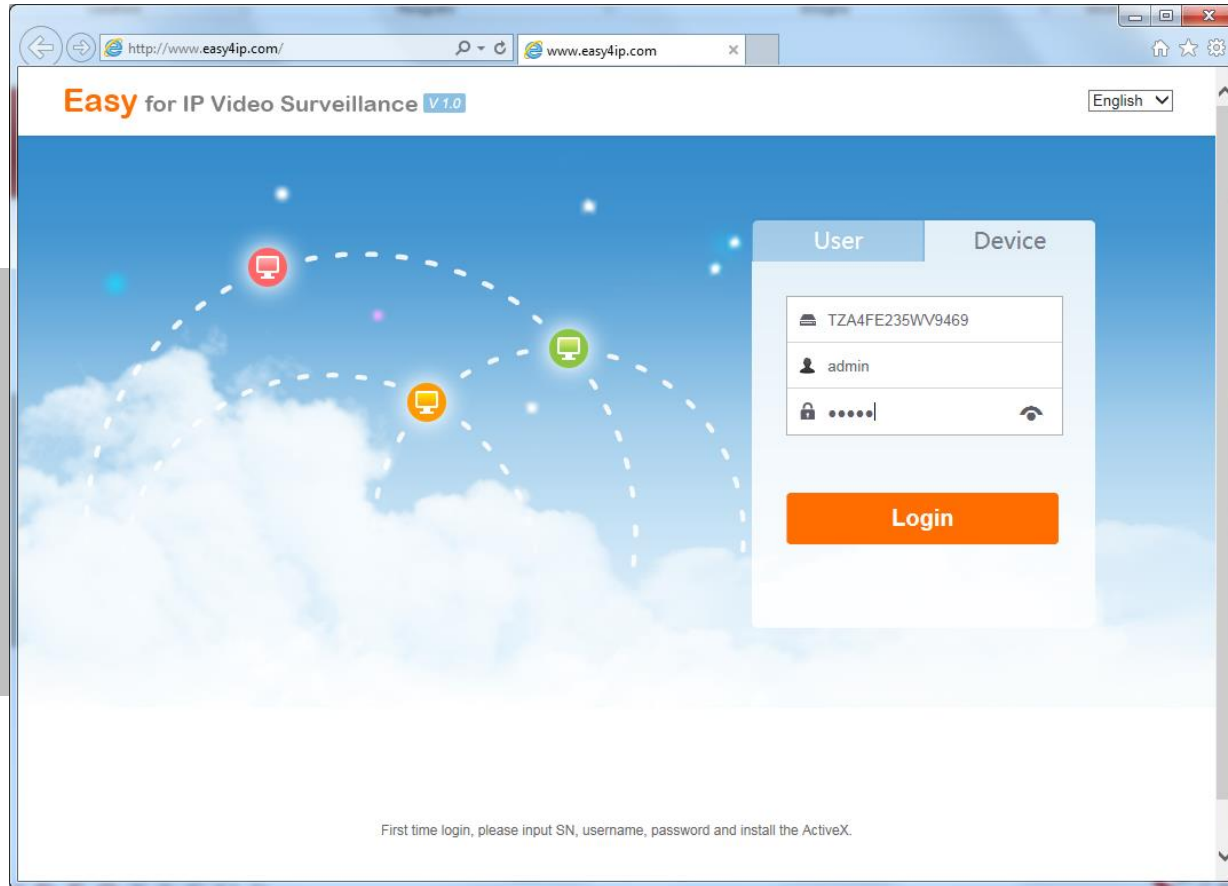 http://www.easy4ip.com/
www.easy4ip.com
Easy for IP Video Surveillance V 1.0
English
User Device
TZA4FE235WV9469
admin
•••••
Login
First time login, please input SN, username, password and install the ActiveX.